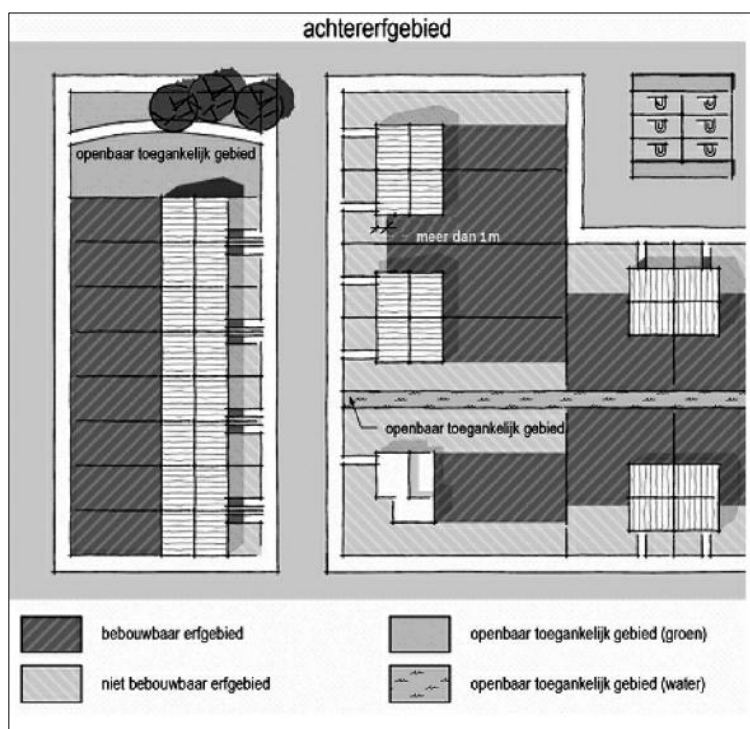 achtererfgebied
openbaar toegankelijk gebied
meer dan 1m
openbaar toegankelijk gebied
bebouwbaar erfgebied
openbaar toegankelijk gebied (groen)
niet bebouwbaar erfgebied
openbaar toegankelijk gebied (water)